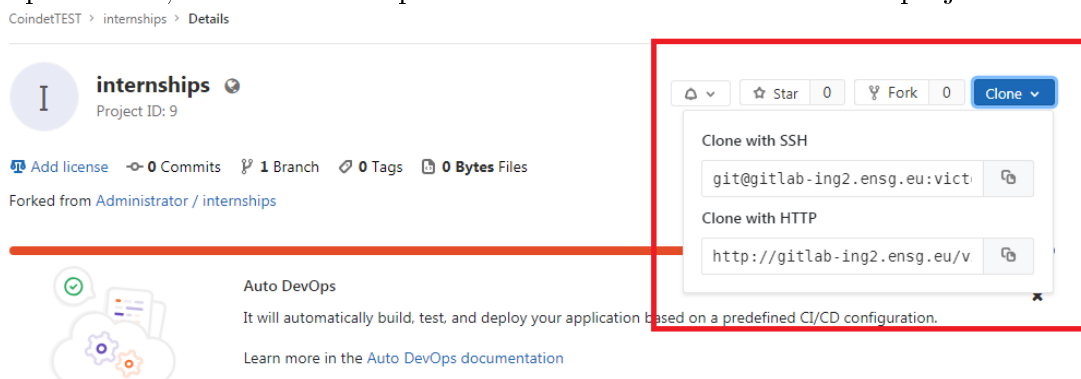 CoindetTEST > internships > Details
I
internships
Project ID: 9
Star 0 Fork 0 Clone
Clone with SSH
git@gitlab-ing2.ensg.eu:vict
Clone with HTTP
http://gitlab-ing2.ensg.eu/v
Add license 0 Commits 1 Branch 0 Tags 0 Bytes Files
Forked from Administrator / internships
Auto DevOps
It will automatically build, test, and deploy your application based on a predefined CI/CD configuration.
Learn more in the Auto DevOps documentation